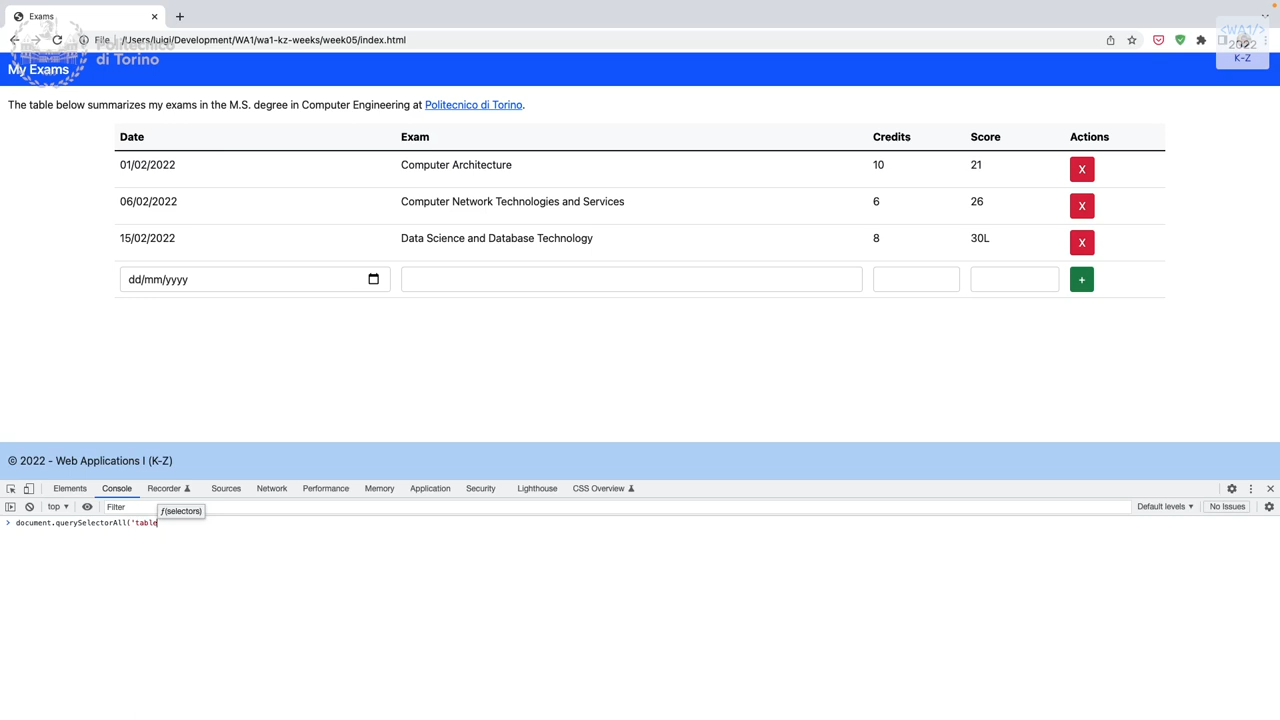 Exams
File /Users/luigi/Development/WA1/wa1-kz-weeks/week05/index.html
Politecnico
di Torino
<WA1/>
2022
K-Z
My Exams
The table below summarizes my exams in the M.S. degree in Computer Engineering at Politecnico di Torino.
Date Exam Credits Score Actions
01/02/2022 Computer Architecture 10 21 X
06/02/2022 Computer Network Technologies and Services 6 26 X
15/02/2022 Data Science and Database Technology 8 30L X
dd/mm/yyyy +
© 2022 - Web Applications I (K-Z)
Elements Console Recorder Sources Network Performance Memory Application Security Lighthouse CSS Overview
top Filter Default levels No Issues
ƒ(selectors)
> document.querySelectorAll('table